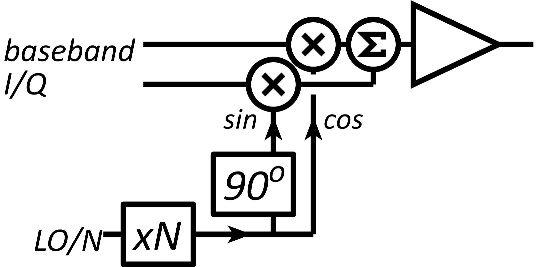 baseband
I/Q
×
Σ
×
sin
cos
90°
LO/N
xN